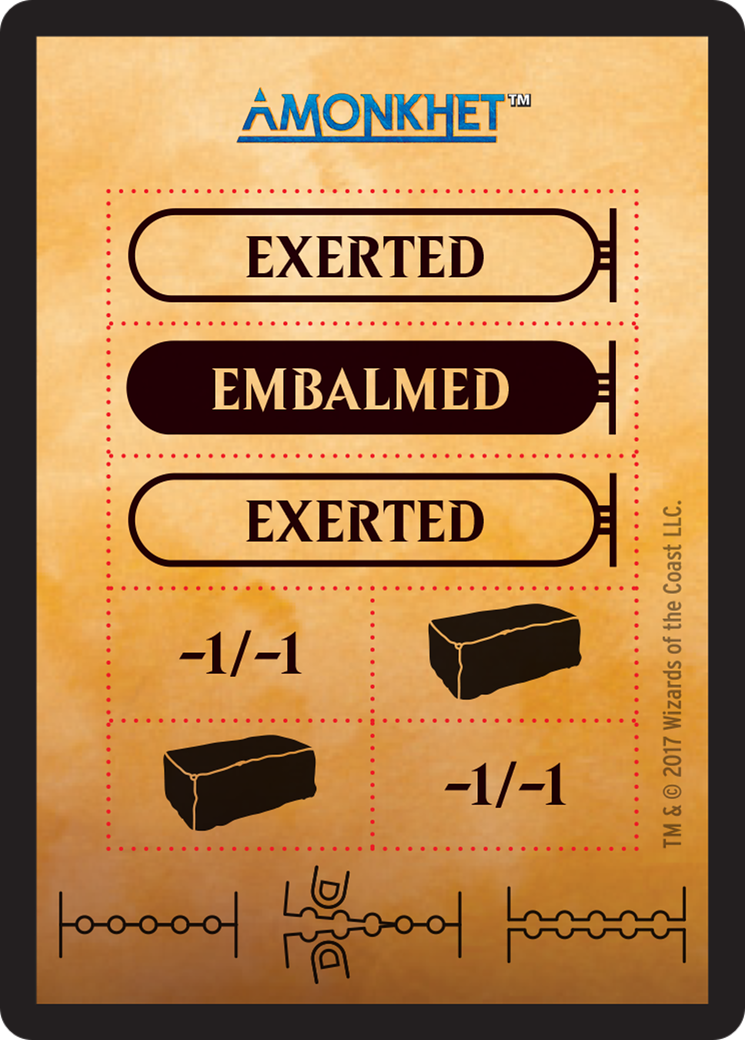 AMONKHET™
EXERTED
EMBALMED
EXERTED
-1/-1
-1/-1
TM & © 2017 Wizards of the Coast LLC.